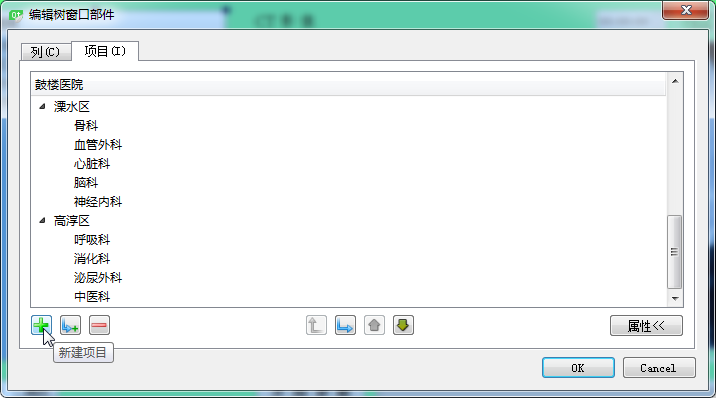 编辑树窗口部件
列(C)
项目(I)
鼓楼医院
溧水区
骨科
血管外科
心脏科
脑科
神经内科
高淳区
呼吸科
消化科
泌尿外科
中医科
属性<<
新建项目
OK
Cancel